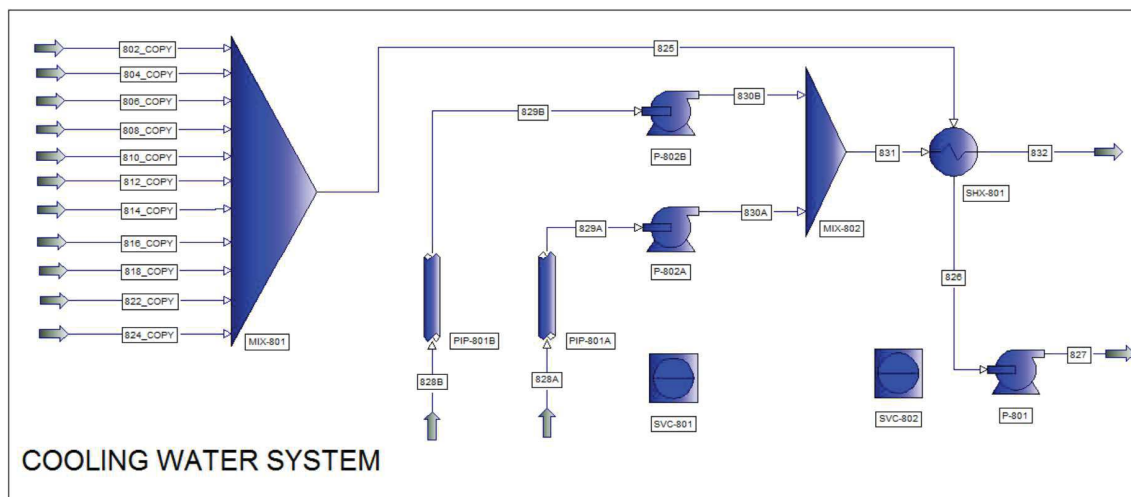 802_COPY
804_COPY
806_COPY
808_COPY
810_COPY
812_COPY
814_COPY
816_COPY
818_COPY
822_COPY
824_COPY
MIX-801
825
829B
830B
P-802B
829A
830A
P-802A
MIX-802
831
832
SHX-801
826
PIP-801B
PIP-801A
828B
828A
SVC-801
SVC-802
827
P-801
COOLING WATER SYSTEM